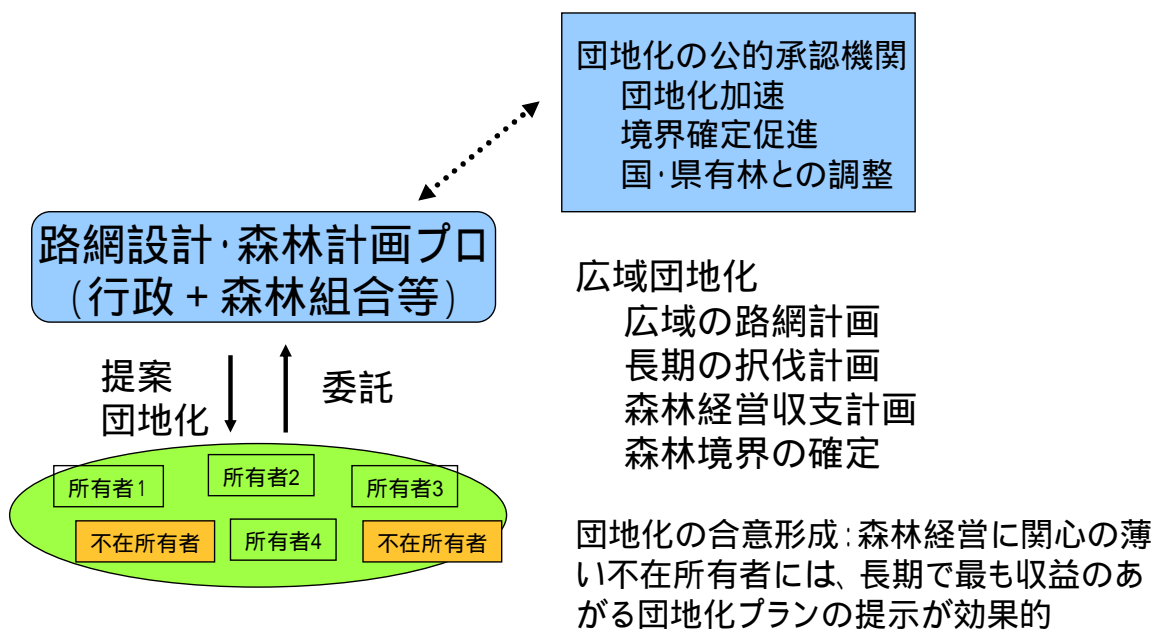 団地化の公的承認機関
団地化加速
境界確定促進
国・県有林との調整
路網設計・森林計画プロ
(行政+森林組合等)
提案
団地化
委託
所有者1
所有者2
所有者3
不在所有者
所有者4
不在所有者
広域団地化
広域の路網計画
長期の択伐計画
森林経営収支計画
森林境界の確定
団地化の合意形成:森林経営に関心の薄
い不在所有者には、長期で最も収益のあ
がる団地化プランの提示が効果的